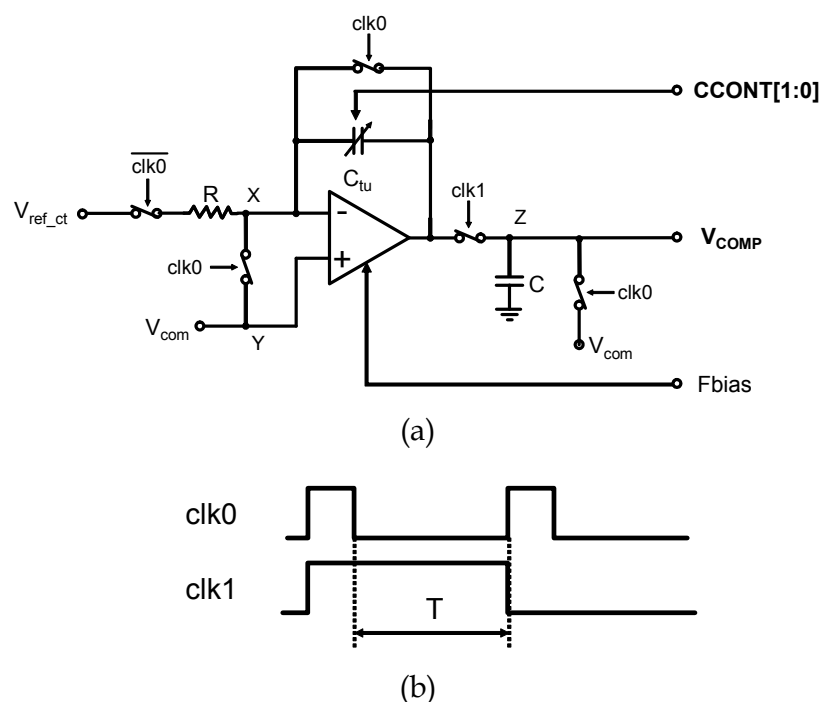 clk0
CCONT[1:0]
clk0
C_tu
clk1
R
X
Z
V_ref_ct
V_COMP
-
+
clk0
C
clk0
V_com
Y
V_com
Fbias
(a)
clk0
clk1
T
(b)